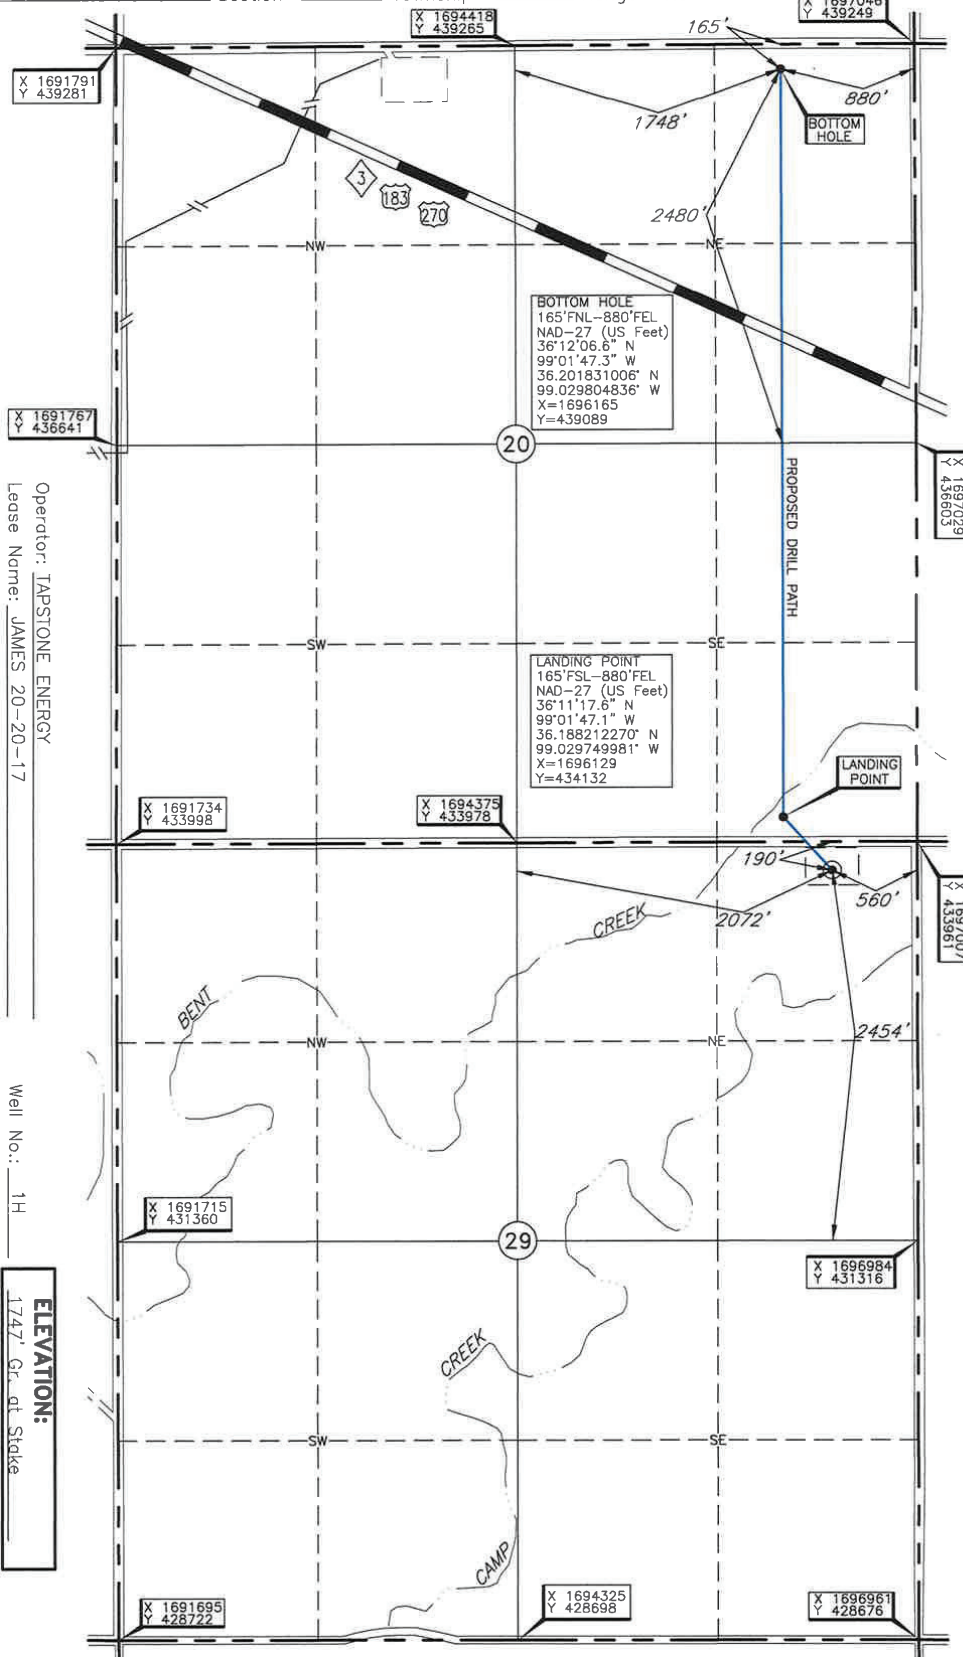 X 1694418
Y 439265
165'
Y 439249
X 1691791
Y 439281
1748'
880'
BOTTOM
HOLE
3
183
270
2480'
NW
NE
BOTTOM HOLE
165'FNL-880'FEL
NAD-27 (US Feet)
36°12'06.6" N
99°01'47.3" W
36.201831006° N
99.029804836° W
X=1696165
Y=439089
X 1691767
Y 436641
20
X 1697029
Y 436603
PROPOSED DRILL PATH
SW
SE
LANDING POINT
165'FSL-880'FEL
NAD-27 (US Feet)
36°11'17.6" N
99°01'47.1" W
36.188212270° N
99.029749981° W
X=1696129
Y=434132
LANDING
POINT
X 1691734
Y 433998
X 1694375
Y 433978
190'
560'
2072'
X 1697007
Y 433961
CREEK
BENT
2454'
NW
NE
X 1691715
Y 431360
29
X 1696984
Y 431316
CREEK
SW
SE
CAMP
X 1691695
Y 428722
X 1694325
Y 428698
X 1696961
Y 428676
Operator: TAPSTONE ENERGY
Lease Name: JAMES 20-20-17
Well No.: 1H
ELEVATION:
1747' Gr. at Stake